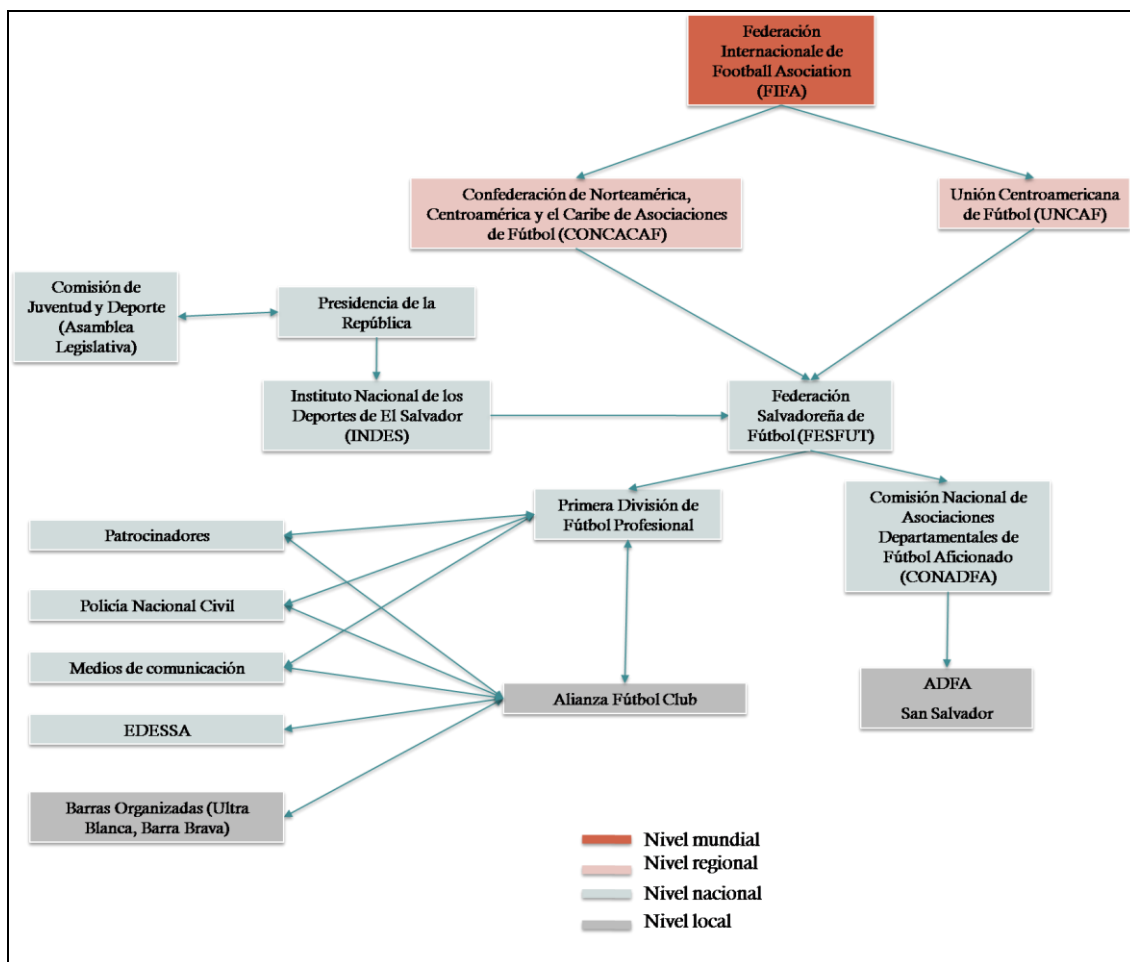 Federación
Internacionale de
Football Asociation
(FIFA)
Confederación de Norteamérica,
Centroamérica y el Caribe de Asociaciones
de Fútbol (CONCACAF)
Unión Centroamericana
de Fútbol (UNCAF)
Comisión de
Juventud y Deporte
(Asamblea
Legislativa)
Presidencia de la
República
Instituto Nacional de los
Deportes de El Salvador
(INDES)
Federación
Salvadoreña de
Fútbol (FESFUT)
Primera División de
Fútbol Profesional
Comisión Nacional de
Asociaciones
Departamentales de
Fútbol Aficionado
(CONADFA)
Patrocinadores
Policía Nacional Civil
Medios de comunicación
Alianza Fútbol Club
ADFA
San Salvador
EDESSA
Barras Organizadas (Ultra
Blanca, Barra Brava)
Nivel mundial
Nivel regional
Nivel nacional
Nivel local